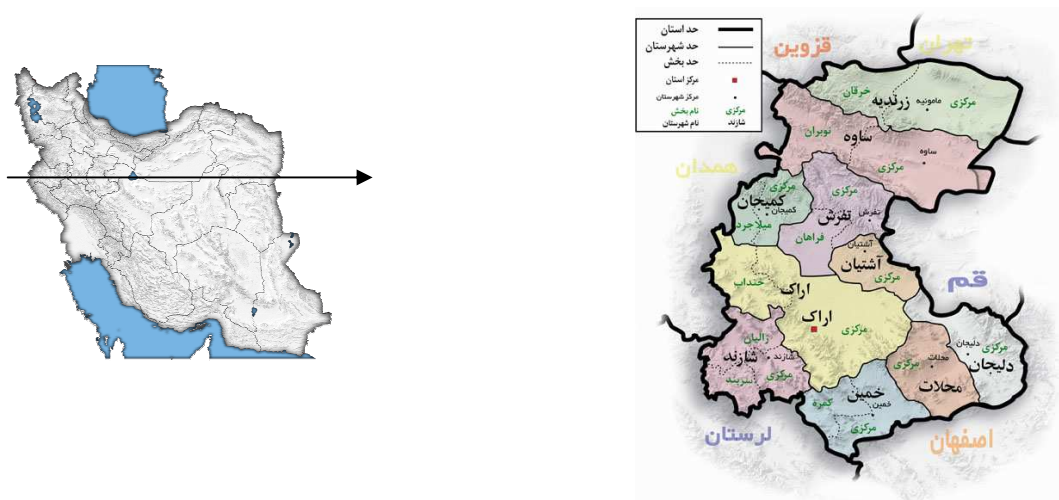 حد استان
حد شهرستان
حد بخش
مرکز استان
مرکز شهرستان
نام بخش
مرکزی
نام شهرستان
شازند
قزوین
تهران
همدان
قم
لرستان
اصفهان
خرقان
زرندیه
مامونیه
مرکزی
نوبران
ساوه
ساوه
مرکزی
مرکزی
کمیجان
کمیجان
میلاجرد
مرکزی
تفرش
تفرش
فراهان
آشتیان
آشتیان
مرکزی
خنداب
اراک
اراک
مرکزی
زالیان
شازند
شازند
سربند
مرکزی
خمین
خمین
کمره
مرکزی
محلات
مرکزی
محلات
دلیجان
مرکزی
دلیجان